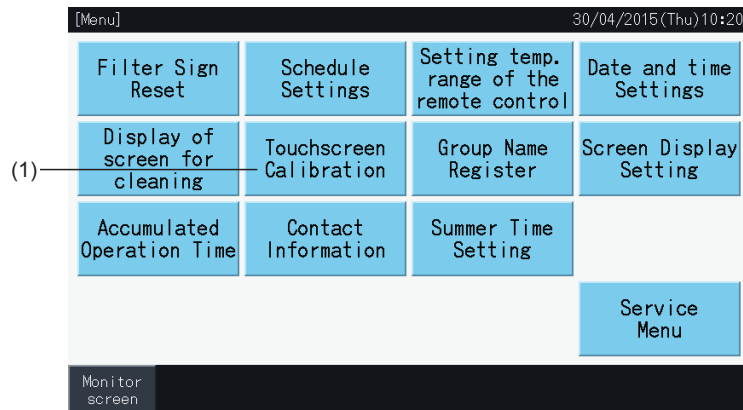 [Menu] 30/04/2015(Thu)10:20
Filter Sign
Reset
Schedule
Settings
Setting temp.
range of the
remote control
Date and time
Settings
Display of
screen for
cleaning
(1)
Touchscreen
Calibration
Group Name
Register
Screen Display
Setting
Accumulated
Operation Time
Contact
Information
Summer Time
Setting
Service
Menu
Monitor
screen